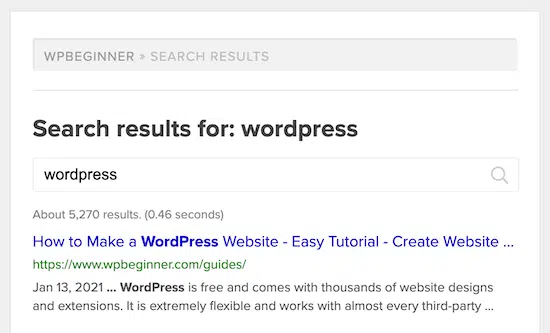 WPBEGINNER » SEARCH RESULTS
Search results for: wordpress
wordpress
About 5,270 results. (0.46 seconds)
How to Make a WordPress Website - Easy Tutorial - Create Website ...
https://www.wpbeginner.com/guides/
Jan 13, 2021 ... WordPress is free and comes with thousands of website designs
and extensions. It is extremely flexible and works with almost every third-party ...